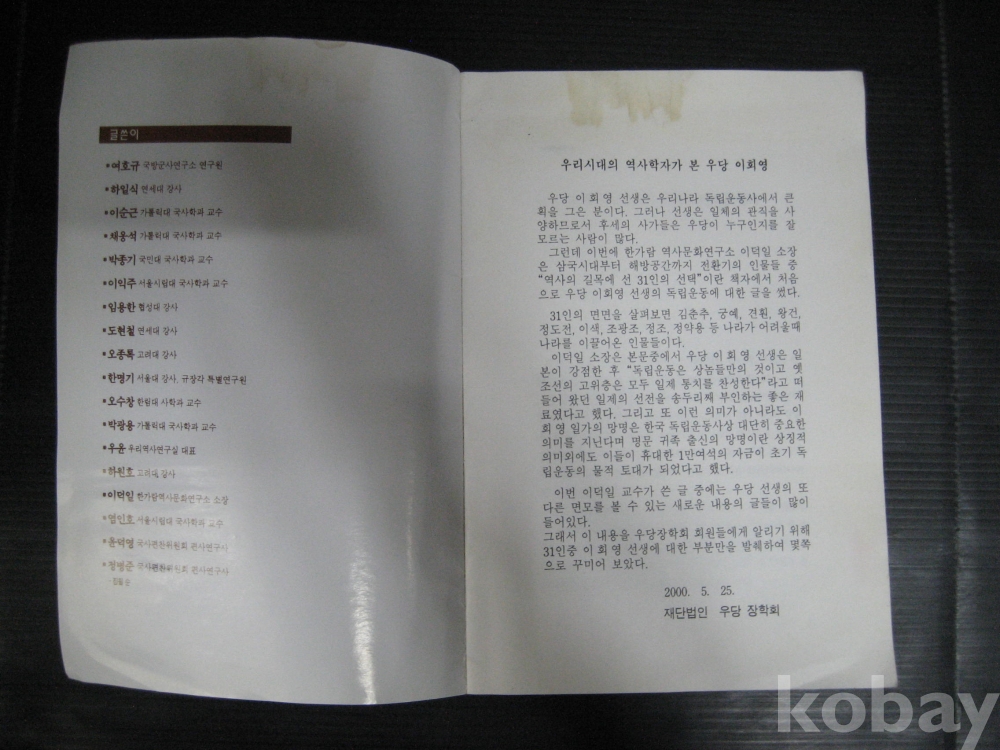 글쓴이
여호규 국방군사연구소 연구원
하일식 연세대 강사
이순근 가톨릭대 국사학과 교수
채웅석 가톨릭대 국사학과 교수
박종기 국민대 국사학과 교수
이익주 서울시립대 국사학과 교수
임용한 협성대 강사
도현철 연세대 강사
오종록 고려대 강사
한명기 서울대 강사, 규장각 특별연구원
오수창 한림대 사학과 교수
박광용 가톨릭대 국사학과 교수
우윤 우리역사연구실 대표
하원호 고려대 강사
이덕일 한가람역사문화연구소 소장
염인호 서울시립대 국사학과 교수
윤덕영 국사편찬위원회 편사연구사
정병준 국사편찬위원회 편사연구사
우리시대의 역사학자가 본 우당 이회영
우당 이회영 선생은 우리나라 독립운동사에서 큰
획을 그은 분이다. 그러나 선생은 일제의 관직을 사
양하므로서 후세의 사가들은 우당이 누구인지를 잘
모르는 사람이 많다.
그런데 이번에 한가람 역사문화연구소 이덕일 소장
은 삼국시대부터 해방공간까지 전환기의 인물들 중
“역사의 길목에 선 31인의 선택”이란 책자에서 처음
으로 우당 이회영 선생의 독립운동에 대한 글을 썼다.
31인의 면면을 살펴보면 김춘추, 궁예, 견훤, 왕건,
정도전, 이색, 조광조, 정조, 정약용 등 나라가 어려울때
나라를 이끌어온 인물들이다.
이덕일 소장은 본문중에서 우당 이회영 선생은 일
본이 강점한 후 “독립운동은 상놈들만의 것이고 옛
조선의 고위층은 모두 일제 통치를 찬성한다”라고 떠
들어 왔던 일제의 선전을 송두리째 부인하는 좋은 재
료였다고 했다. 그리고 또 이런 의미가 아니라도 이
회영 일가의 망명은 한국 독립운동사상 대단히 중요한
의미를 지닌다며 명문 귀족 출신의 망명이란 상징적
의미외에도 이들이 휴대한 1만여석의 자금이 초기 독
립운동의 물적 토대가 되었다고 했다.
이번 이덕일 교수가 쓴 글 중에는 우당 선생의 또
다른 면모를 볼 수 있는 새로운 내용의 글들이 많이
들어있다.
그래서 이 내용을 우당장학회 회원들에게 알리기 위해
31인중 이회영 선생에 대한 부분만을 발췌하여 몇쪽
으로 꾸미어 보았다.
2000. 5. 25.
재단법인 우당 장학회
kobay